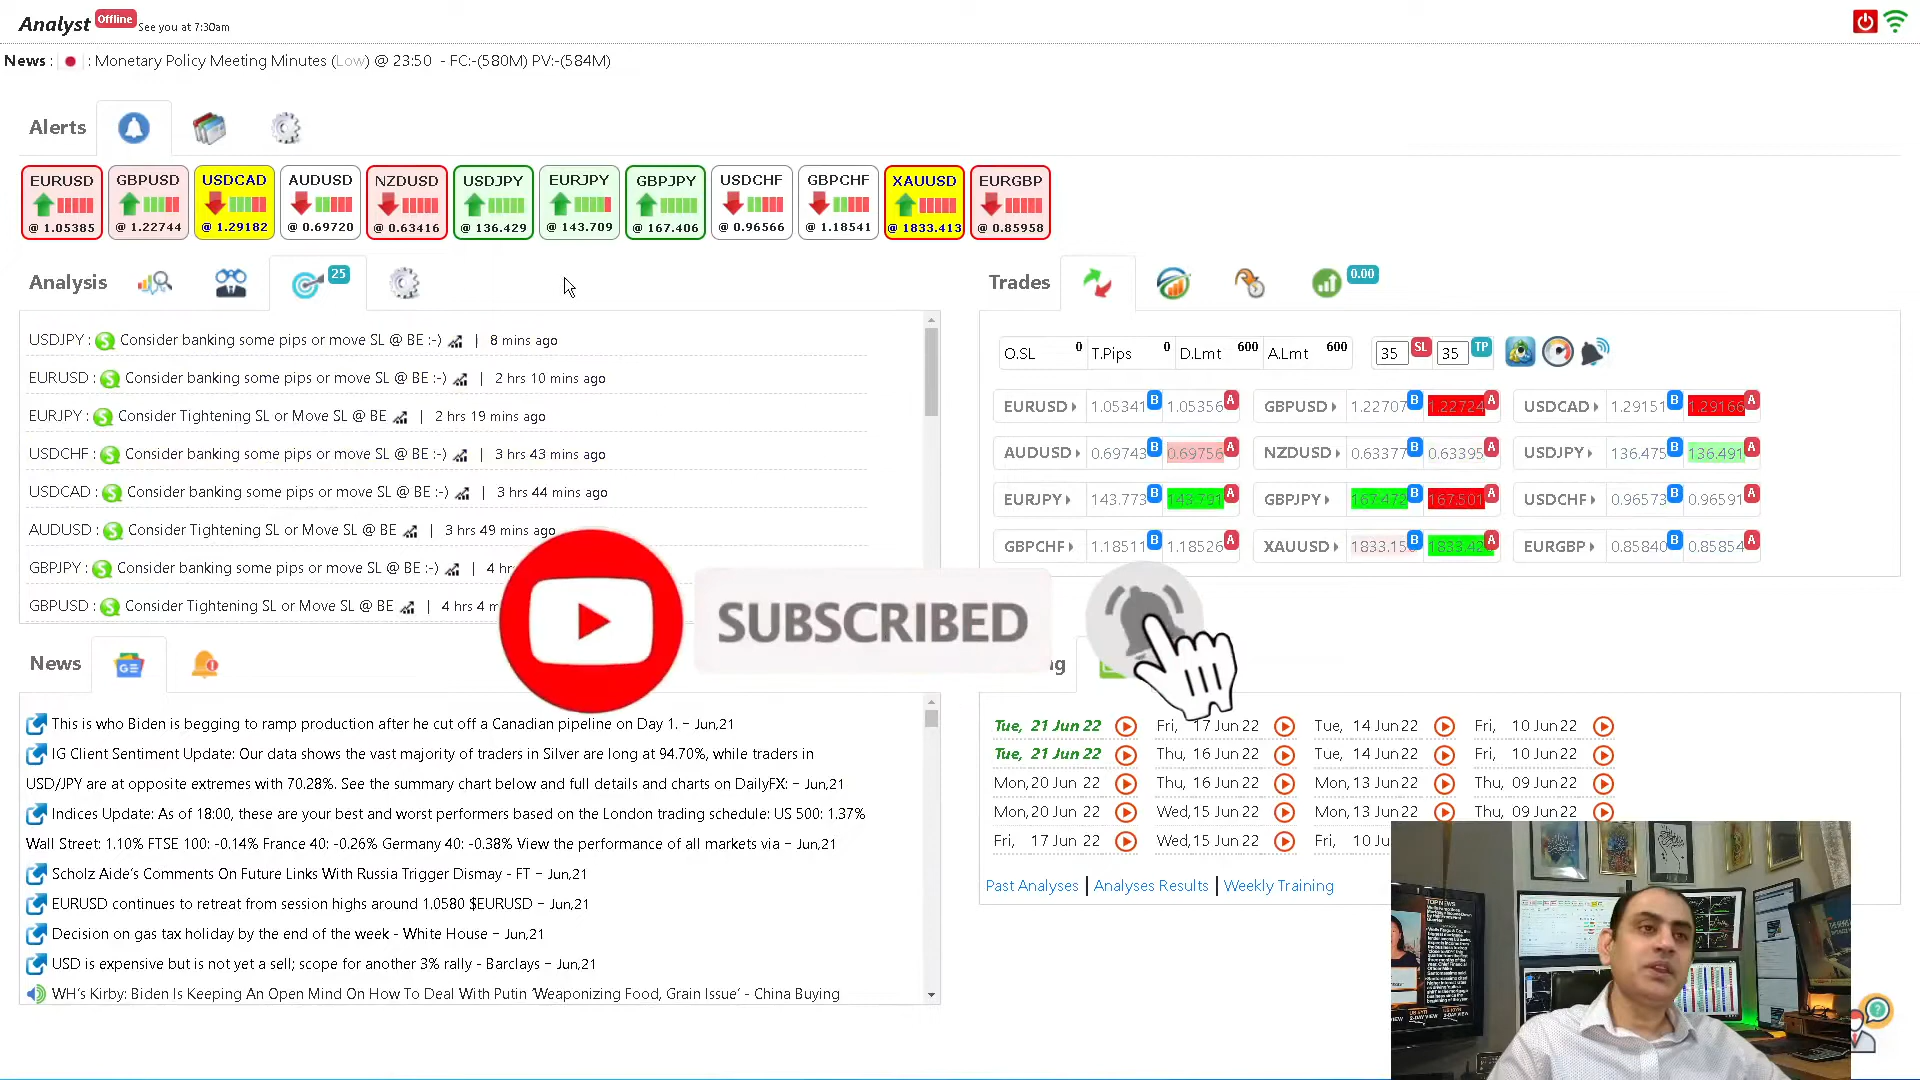 Analyst Offline See you at 7:30am
News : : Monetary Policy Meeting Minutes (Low) @ 23:50 - FC:-(580M) PV:-(584M)
Alerts
EURUSD GBPUSD USDCAD AUDUSD NZDUSD USDJPY EURJPY GBPJPY USDCHF GBPCHF XAUUSD EURGBP
@ 1.05385 @ 1.22744 @ 1.29182 @ 0.69720 @ 0.63416 @ 136.429 @ 143.709 @ 167.406 @ 0.96566 @ 1.18541 @ 1833.413 @ 0.85958
Analysis 25
USDJPY : Consider banking some pips or move SL @ BE :-) | 8 mins ago
EURUSD : Consider banking some pips or move SL @ BE :-) | 2 hrs 10 mins ago
EURJPY : Consider Tightening SL or Move SL @ BE | 2 hrs 19 mins ago
USDCHF : Consider banking some pips or move SL @ BE :-) | 3 hrs 43 mins ago
USDCAD : Consider banking some pips or move SL @ BE :-) | 3 hrs 44 mins ago
AUDUSD : Consider Tightening SL or Move SL @ BE | 3 hrs 49 mins ago
GBPJPY : Consider banking some pips or move SL @ BE :-) | 4 hr
GBPUSD : Consider Tightening SL or Move SL @ BE | 4 hrs 4 m
Trades 0.00
O.SL 0 T.Pips 0 D.Lmt 600 A.Lmt 600 35 SL 35 TP
EURUSD 1.05341 B 1.05356 A GBPUSD 1.22707 B 1.22724 A USDCAD 1.29151 B 1.29166 A
AUDUSD 0.69743 B 0.69756 A NZDUSD 0.63377 B 0.63395 A USDJPY 136.475 B 136.491 A
EURJPY 143.773 B 143.791 A GBPJPY 167.472 B 167.501 A USDCHF 0.96573 B 0.96591 A
GBPCHF 1.18511 B 1.18526 A XAUUSD B A EURGBP 0.85840 B 0.85854 A
SUBSCRIBED
News GE
This is who Biden is begging to ramp production after he cut off a Canadian pipeline on Day 1. – Jun,21
IG Client Sentiment Update: Our data shows the vast majority of traders in Silver are long at 94.70%, while traders in
USD/JPY are at opposite extremes with 70.28%. See the summary chart below and full details and charts on DailyFX: – Jun,21
Indices Update: As of 18:00, these are your best and worst performers based on the London trading schedule: US 500: 1.37%
Wall Street: 1.10% FTSE 100: -0.14% France 40: -0.26% Germany 40: -0.38% View the performance of all markets via – Jun,21
Scholz Aide's Comments On Future Links With Russia Trigger Dismay - FT – Jun,21
EURUSD continues to retreat from session highs around 1.0580 $EURUSD – Jun,21
Decision on gas tax holiday by the end of the week - White House – Jun,21
USD is expensive but is not yet a sell; scope for another 3% rally - Barclays – Jun,21
WH's Kirby: Biden Is Keeping An Open Mind On How To Deal With Putin 'Weaponizing Food, Grain Issue' - China Buying
g
Tue, 21 Jun 22 Fri, 17 Jun 22 Tue, 14 Jun 22 Fri, 10 Jun 22
Tue, 21 Jun 22 Thu, 16 Jun 22 Tue, 14 Jun 22 Fri, 10 Jun 22
Mon, 20 Jun 22 Thu, 16 Jun 22 Mon, 13 Jun 22 Thu, 09 Jun 22
Mon, 20 Jun 22 Wed, 15 Jun 22 Mon, 13 Jun 22 Thu, 09 Jun 22
Fri, 17 Jun 22 Wed, 15 Jun 22 Fri, 10 Ju
Past Analyses | Analyses Results | Weekly Training
TOP NEWS